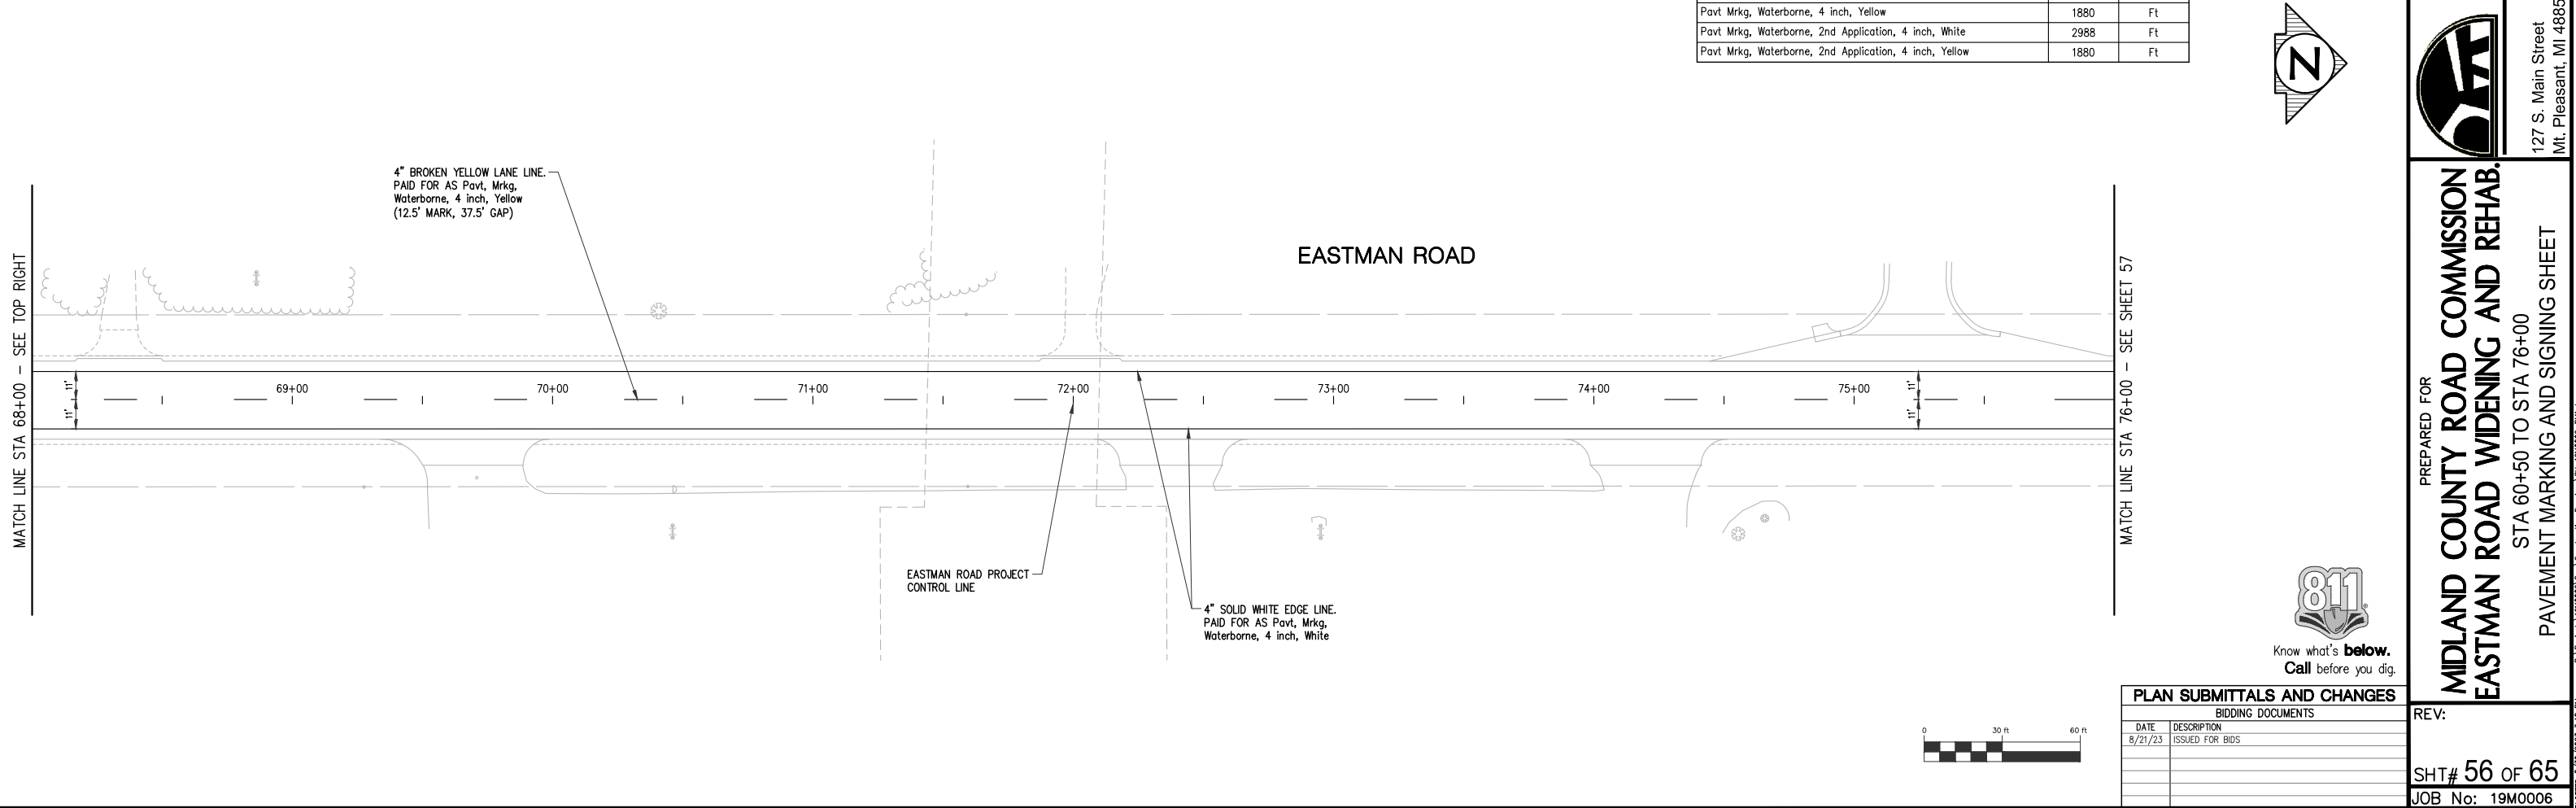 Pavt Mrkg, Waterborne, 4 inch, Yellow 1880 Ft
Pavt Mrkg, Waterborne, 2nd Application, 4 inch, White 2988 Ft
Pavt Mrkg, Waterborne, 2nd Application, 4 inch, Yellow 1880 Ft
N
4" BROKEN YELLOW LANE LINE.
PAID FOR AS Pavt, Mrkg,
Waterborne, 4 inch, Yellow
(12.5' MARK, 37.5' GAP)
EASTMAN ROAD
MATCH LINE STA 68+00 - SEE TOP RIGHT
11'
11'
69+00 70+00 71+00 72+00 73+00 74+00 75+00
11'
11'
MATCH LINE STA 76+00 - SEE SHEET 57
EASTMAN ROAD PROJECT
CONTROL LINE
4" SOLID WHITE EDGE LINE.
PAID FOR AS Pavt, Mrkg,
Waterborne, 4 inch, White
0 30 ft 60 ft
811
Know what's below.
Call before you dig.
PLAN SUBMITTALS AND CHANGES
BIDDING DOCUMENTS
DATE DESCRIPTION
8/21/23 ISSUED FOR BIDS
127 S. Main Street
Mt. Pleasant, MI 4885
PREPARED FOR
MIDLAND COUNTY ROAD COMMISSION
EASTMAN ROAD WIDENING AND REHAB.
STA 60+50 TO STA 76+00
PAVEMENT MARKING AND SIGNING SHEET
REV:
SHT# 56 OF 65
JOB No: 19M0006